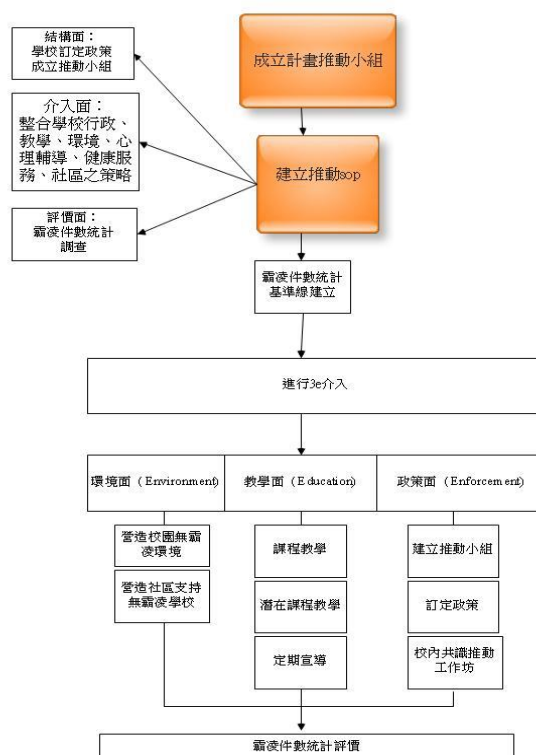 結構面：
學校訂定政策
成立推動小組
成立計畫推動小組
介入面：
整合學校行政、
教學、環境、心
理輔導、健康服
務、社區之策略
建立推動sop
評價面：
霸凌件數統計
調查
霸凌件數統計
基準線建立
進行3e介入
環境面（Environment)
教學面（Education)
政策面（Enforcement)
營造校園無霸
凌環境
課程教學
建立推動小組
營造社區支持
無霸凌學校
潛在課程教學
訂定政策
定期宣導
校內共識推動
工作坊
霸凌件數統計評價